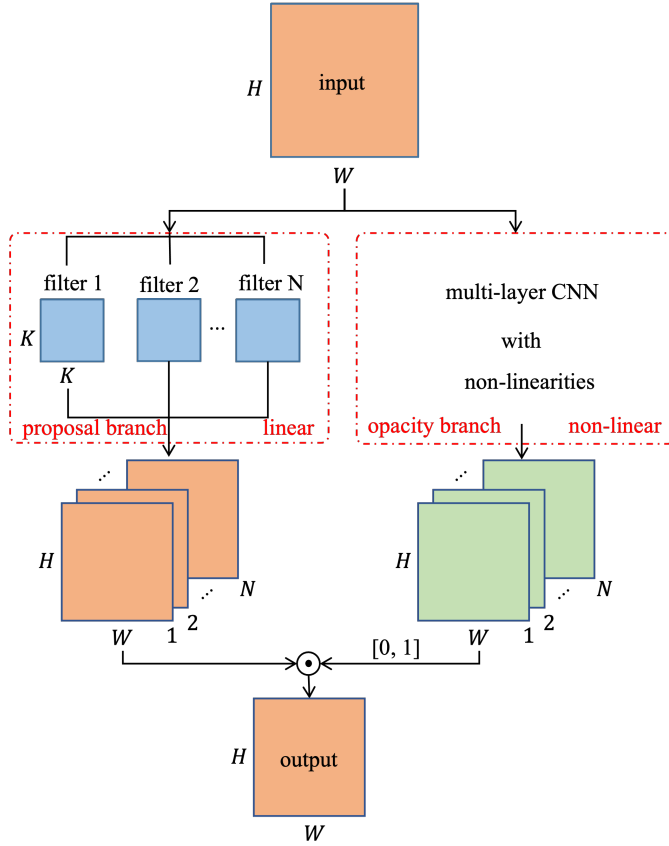 H
input
W
filter 1
filter 2
filter N
K
...
K
proposal branch
linear
multi-layer CNN
with
non-linearities
opacity branch
non-linear
...
H
N
...
2
1
W
...
H
N
...
2
1
W
[0, 1]
H
output
W